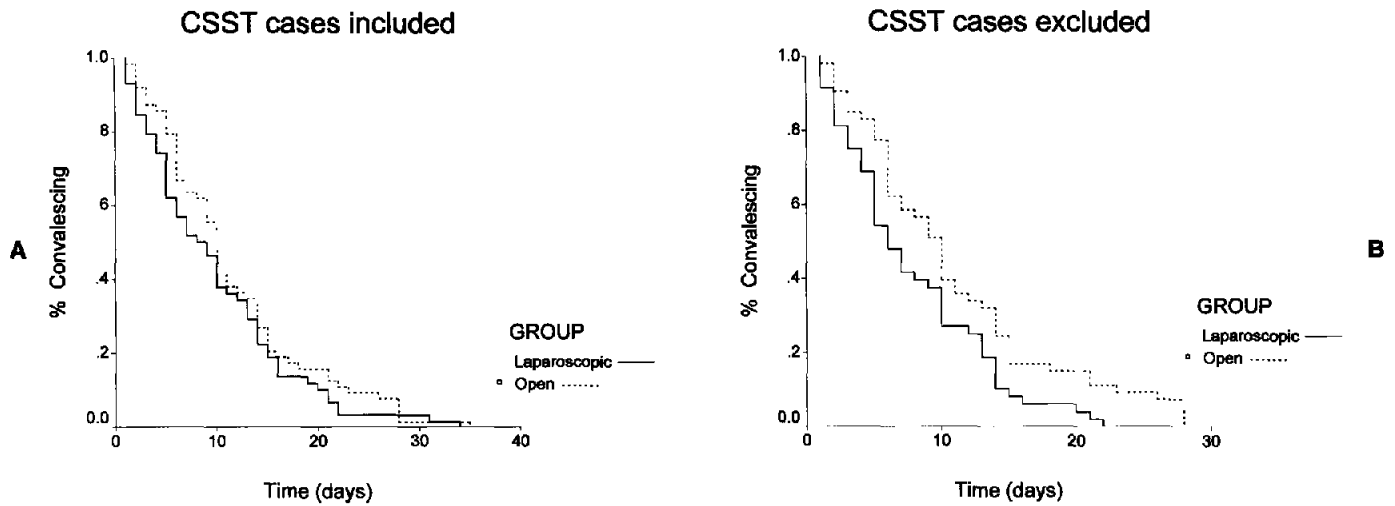 CSST cases included
1.0
.8
.6
.4
.2
0.0
% Convalescing
A
0
10
20
30
40
Time (days)
GROUP
Laparoscopic
Open
CSST cases excluded
1.0
.8
.6
.4
.2
0.0
% Convalescing
B
0
10
20
30
Time (days)
GROUP
Laparoscopic
Open